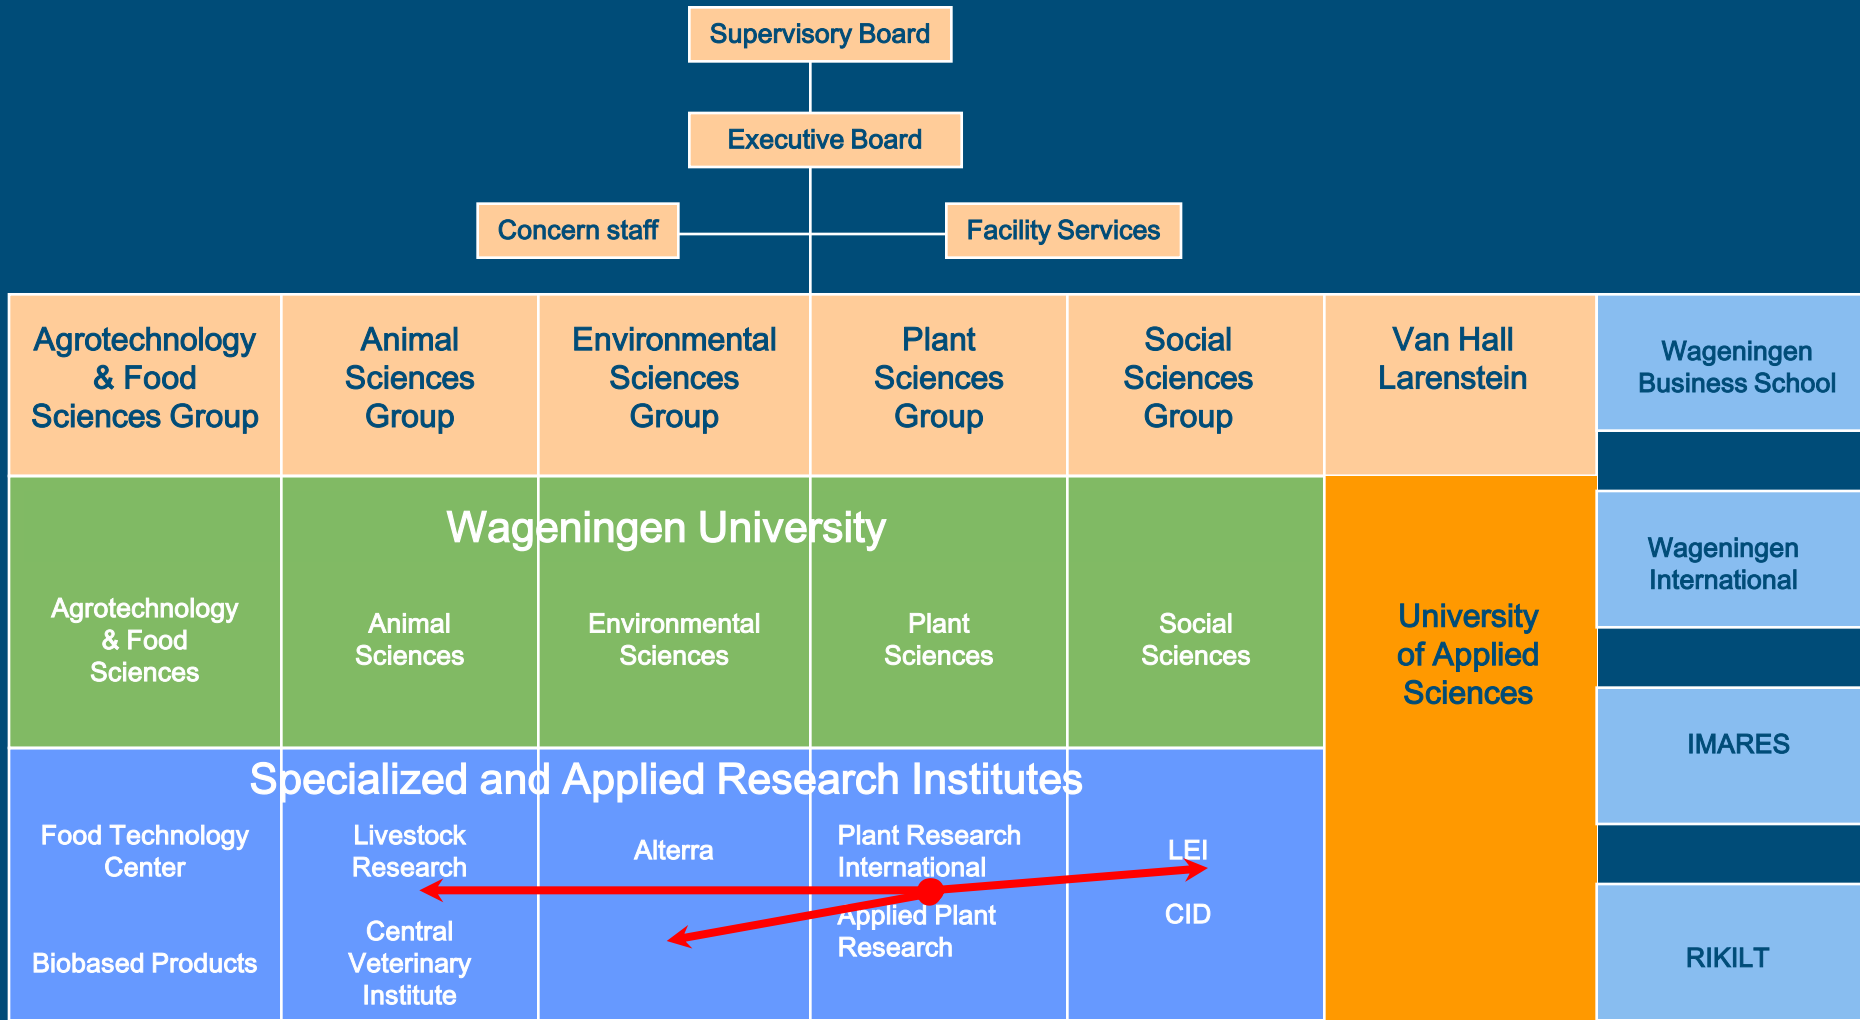 Supervisory Board
Executive Board
Concern staff
Facility Services
Agrotechnology
& Food
Sciences Group
Animal
Sciences
Group
Environmental
Sciences
Group
Plant
Sciences
Group
Social
Sciences
Group
Van Hall
Larenstein
Wageningen
Business School
Wageningen University
Agrotechnology
& Food
Sciences
Animal
Sciences
Environmental
Sciences
Plant
Sciences
Social
Sciences
University
of Applied
Sciences
Wageningen
International
Specialized and Applied Research Institutes
Food Technology
Center
Biobased Products
Livestock
Research
Central
Veterinary
Institute
Alterra
Plant Research
International
Applied Plant
Research
LEI
CID
IMARES
RIKILT